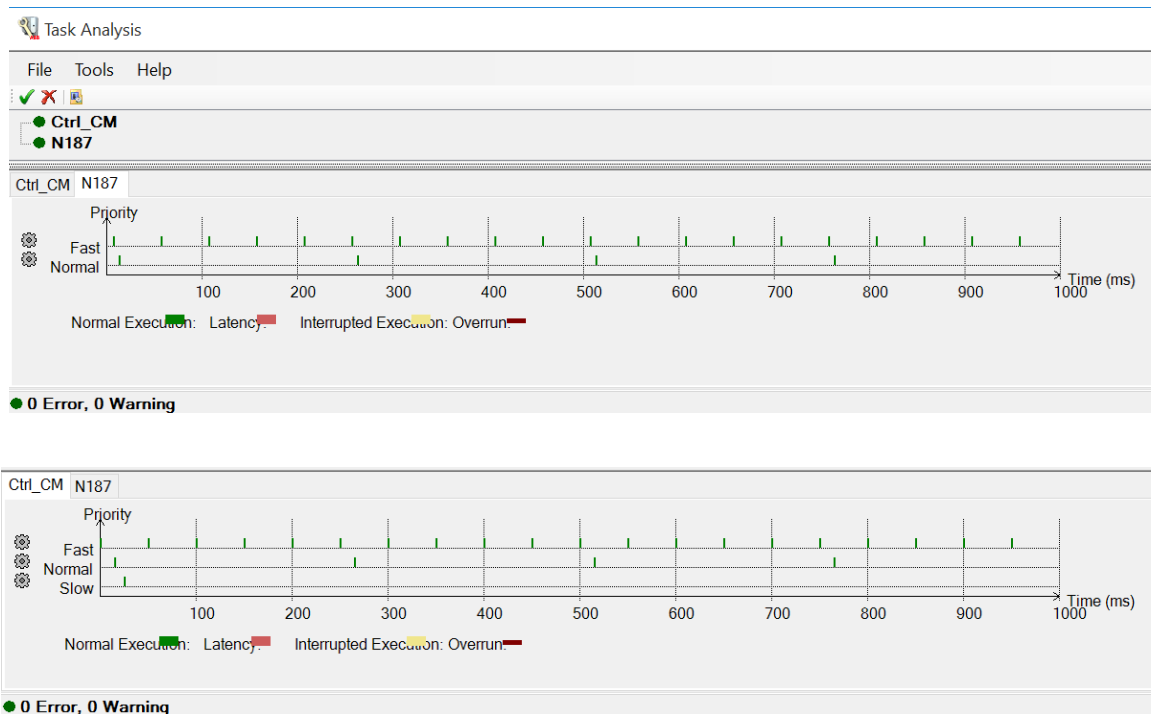 Task Analysis
File Tools Help
Ctrl_CM
N187
Ctrl_CM N187
Priority
Fast
Normal
Time (ms)
100 200 300 400 500 600 700 800 900 1000
Normal Execution: Latency: Interrupted Execution: Overrun:
0 Error, 0 Warning
Ctrl_CM N187
Priority
Fast
Normal
Slow
Time (ms)
100 200 300 400 500 600 700 800 900 1000
Normal Execution: Latency: Interrupted Execution: Overrun:
0 Error, 0 Warning